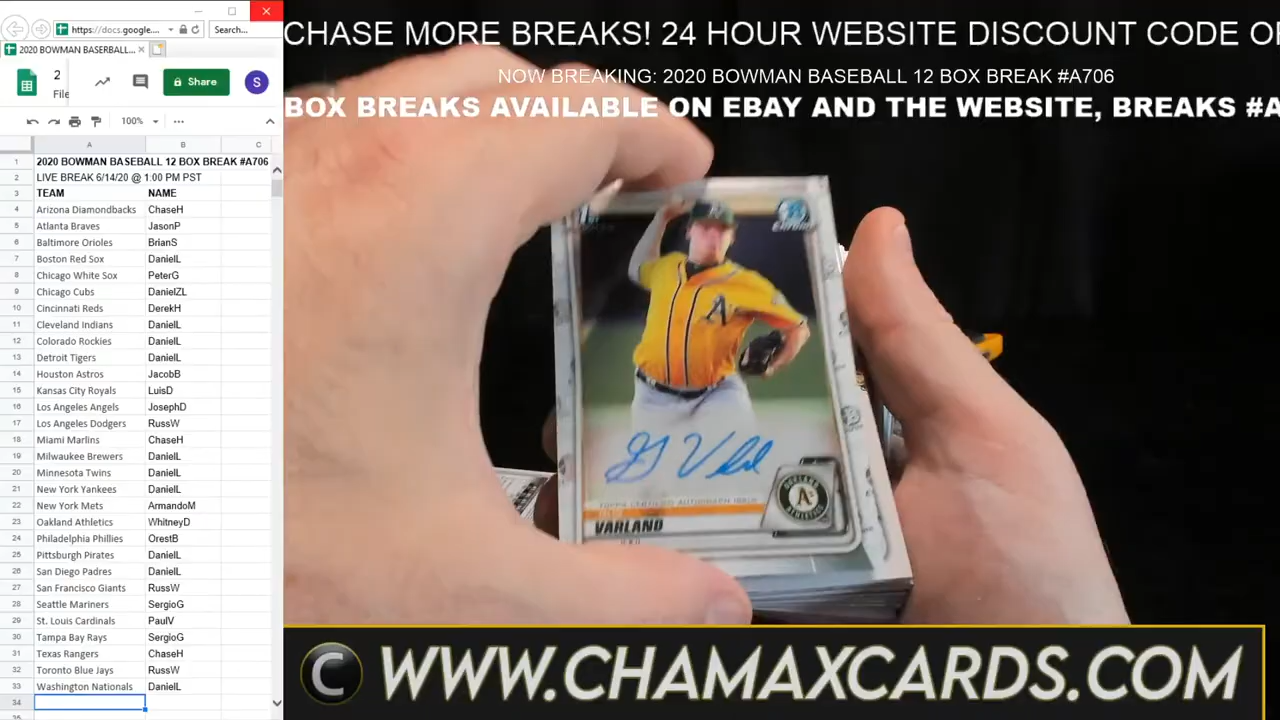 https://docs.google....
Search...
2020 BOWMAN BASERBALL...
2
File
Share
S
100%
A B C
1 2020 BOWMAN BASEBALL 12 BOX BREAK #A706
2 LIVE BREAK 6/14/20 @ 1:00 PM PST
3 TEAM NAME
4 Arizona Diamondbacks ChaseH
5 Atlanta Braves JasonP
6 Baltimore Orioles BrianS
7 Boston Red Sox DanielL
8 Chicago White Sox PeterG
9 Chicago Cubs DanielZL
10 Cincinnati Reds DerekH
11 Cleveland Indians DanielL
12 Colorado Rockies DanielL
13 Detroit Tigers DanielL
14 Houston Astros JacobB
15 Kansas City Royals LuisD
16 Los Angeles Angels JosephD
17 Los Angeles Dodgers RussW
18 Miami Marlins ChaseH
19 Milwaukee Brewers DanielL
20 Minnesota Twins DanielL
21 New York Yankees DanielL
22 New York Mets ArmandoM
23 Oakland Athletics WhitneyD
24 Philadelphia Phillies OrestB
25 Pittsburgh Pirates DanielL
26 San Diego Padres DanielL
27 San Francisco Giants RussW
28 Seattle Mariners SergioG
29 St. Louis Cardinals PaulV
30 Tampa Bay Rays SergioG
31 Texas Rangers ChaseH
32 Toronto Blue Jays RussW
33 Washington Nationals DanielL
34
CHASE MORE BREAKS! 24 HOUR WEBSITE DISCOUNT CODE
NOW BREAKING: 2020 BOWMAN BASEBALL 12 BOX BREAK #A706
BOX BREAKS AVAILABLE ON EBAY AND THE WEBSITE, BREAKS #A
1ST
CHROME
A's
TOPPS CERTIFIED AUTOGRAPH ISSUE
VARLAND
OAKLAND
A's
ATHLETICS
C WWW.CHAMAXCARDS.COM